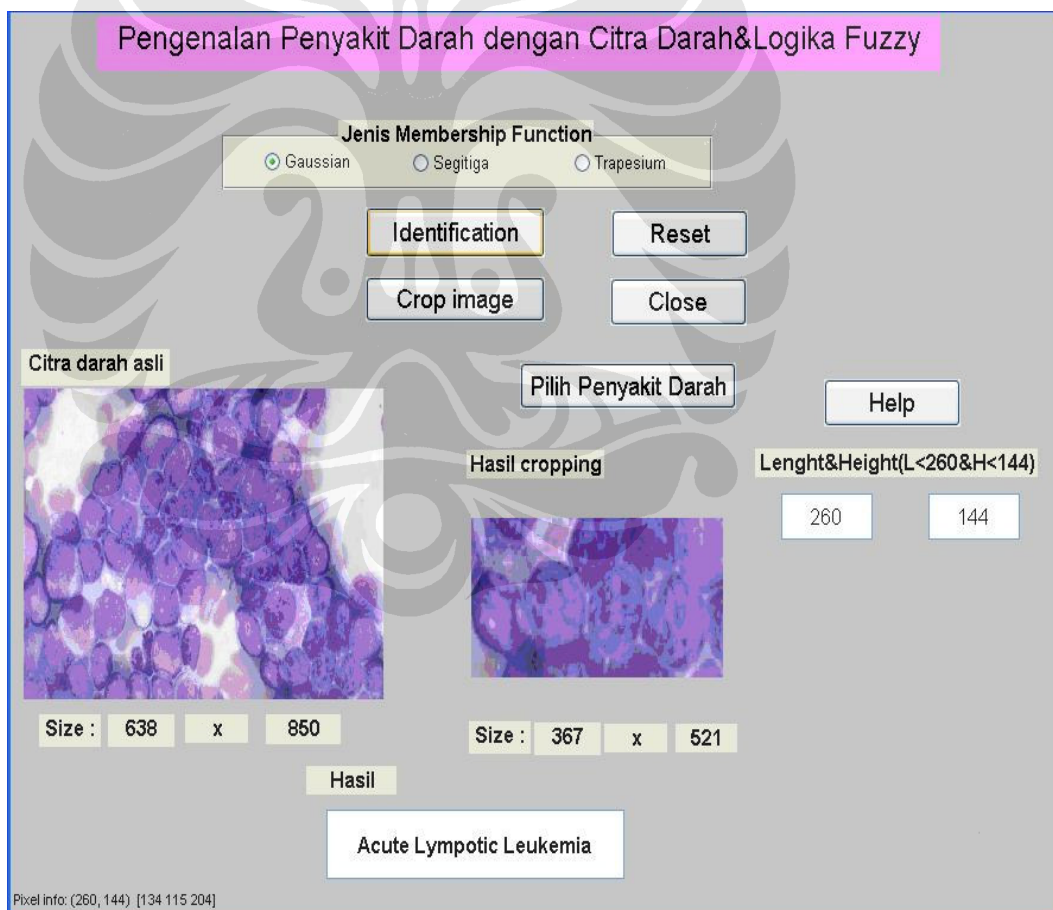 Pengenalan Penyakit Darah dengan Citra Darah&Logika Fuzzy
Jenis Membership Function
Gaussian Segitiga Trapesium
Identification Reset
Crop image Close
Citra darah asli
Pilih Penyakit Darah
Help
Hasil cropping
Lenght&Height(L<260&H<144)
260 144
Size : 638 x 850
Size : 367 x 521
Hasil
Acute Lympotic Leukemia
Pixel info: (260, 144) [134 115 204]